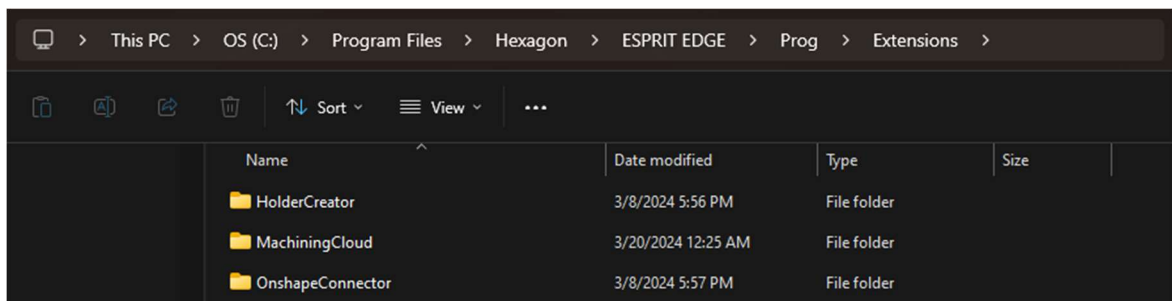 This PC > OS (C:) > Program Files > Hexagon > ESPRIT EDGE > Prog > Extensions >
Sort View ...
Name Date modified Type Size
HolderCreator 3/8/2024 5:56 PM File folder
MachiningCloud 3/20/2024 12:25 AM File folder
OnshapeConnector 3/8/2024 5:57 PM File folder